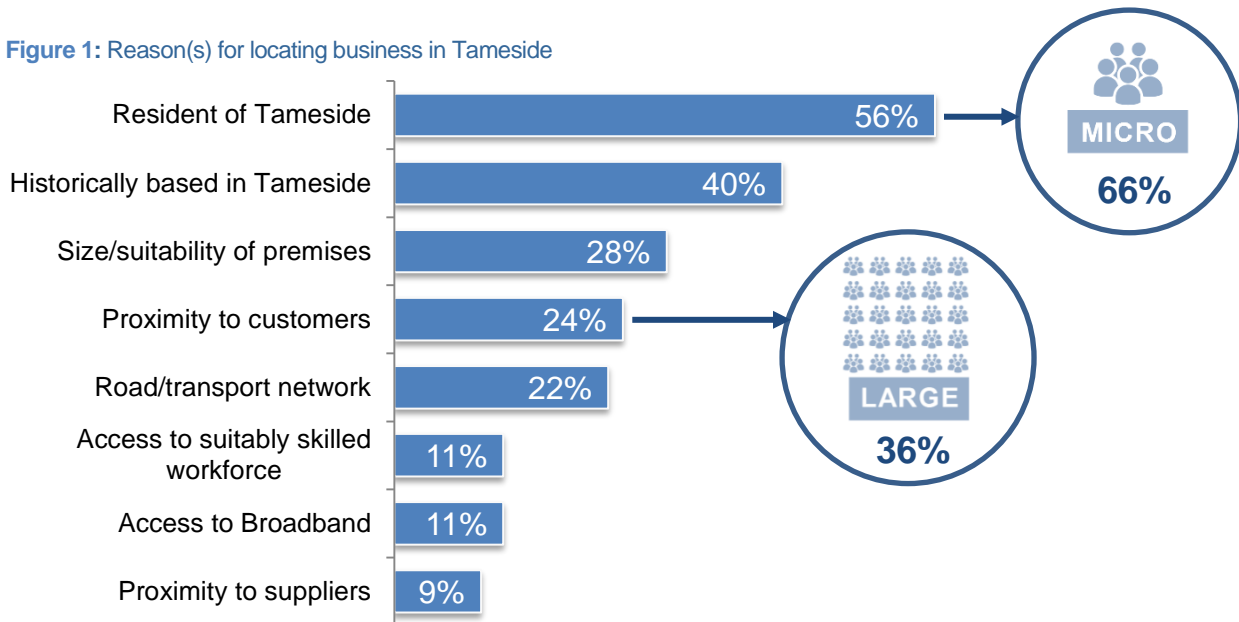 Figure 1: Reason(s) for locating business in Tameside
Resident of Tameside
56%
MICRO
66%
Historically based in Tameside
40%
Size/suitability of premises
28%
Proximity to customers
24%
LARGE
36%
Road/transport network
22%
Access to suitably skilled
workforce
11%
Access to Broadband
11%
Proximity to suppliers
9%